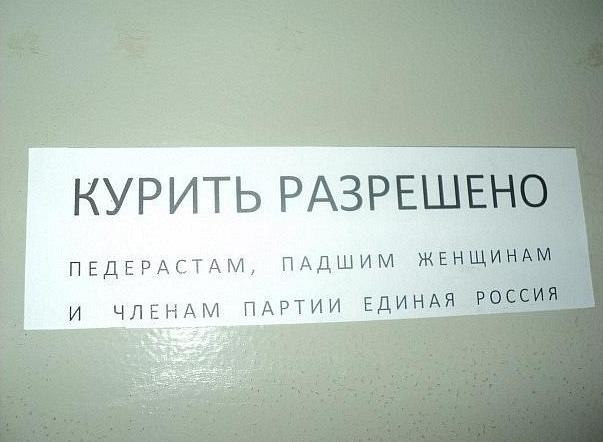 КУРИТЬ РАЗРЕШЕНО
ПЕДЕРАСТАМ, ПАДШИМ ЖЕНЩИНАМ
И ЧЛЕНАМ ПАРТИИ ЕДИНАЯ РОССИЯ